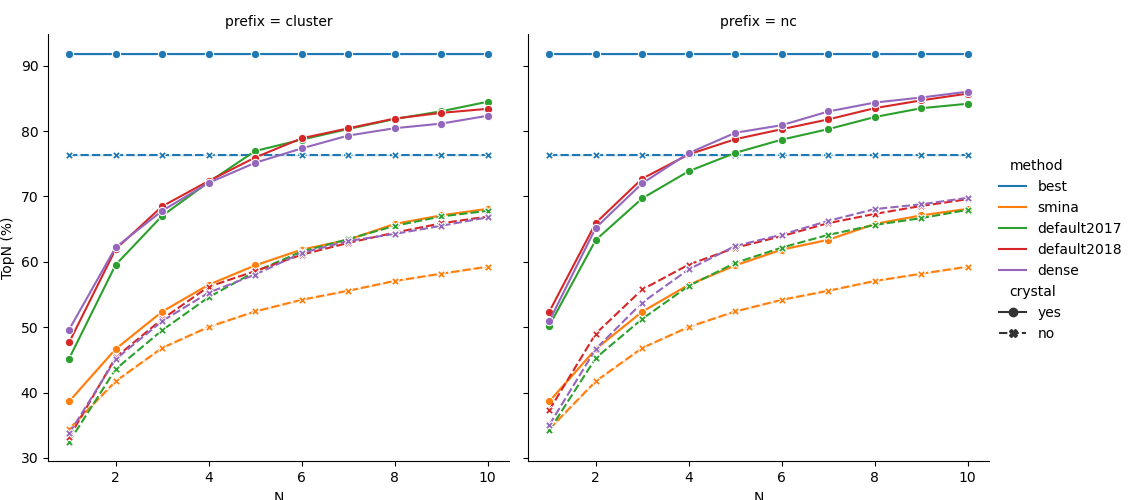 prefix = cluster
prefix = nc
TopN (%)
90
80
70
60
50
40
30
2
4
6
8
10
N
2
4
6
8
10
N
method
best
smina
default2017
default2018
dense
crystal
yes
no